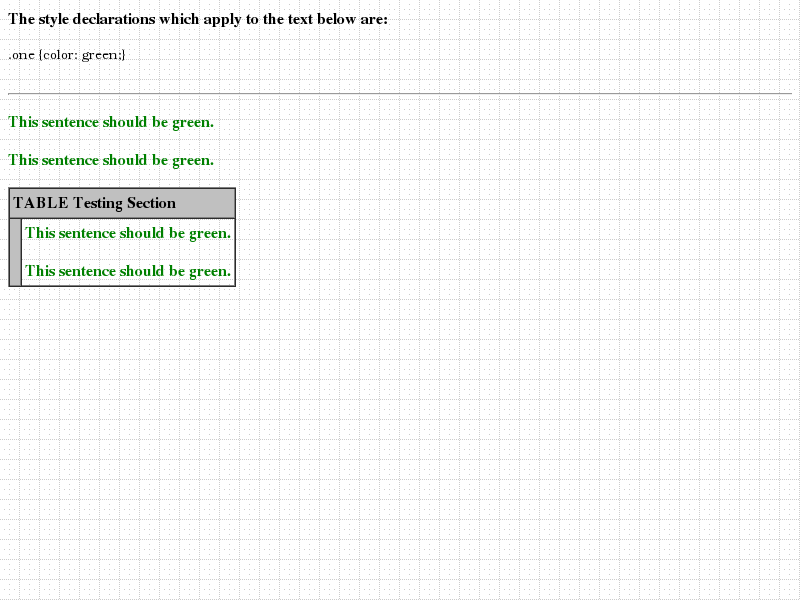 The style declarations which apply to the text below are:
.one {color: green;}
This sentence should be green.
This sentence should be green.
TABLE Testing Section
This sentence should be green.
This sentence should be green.